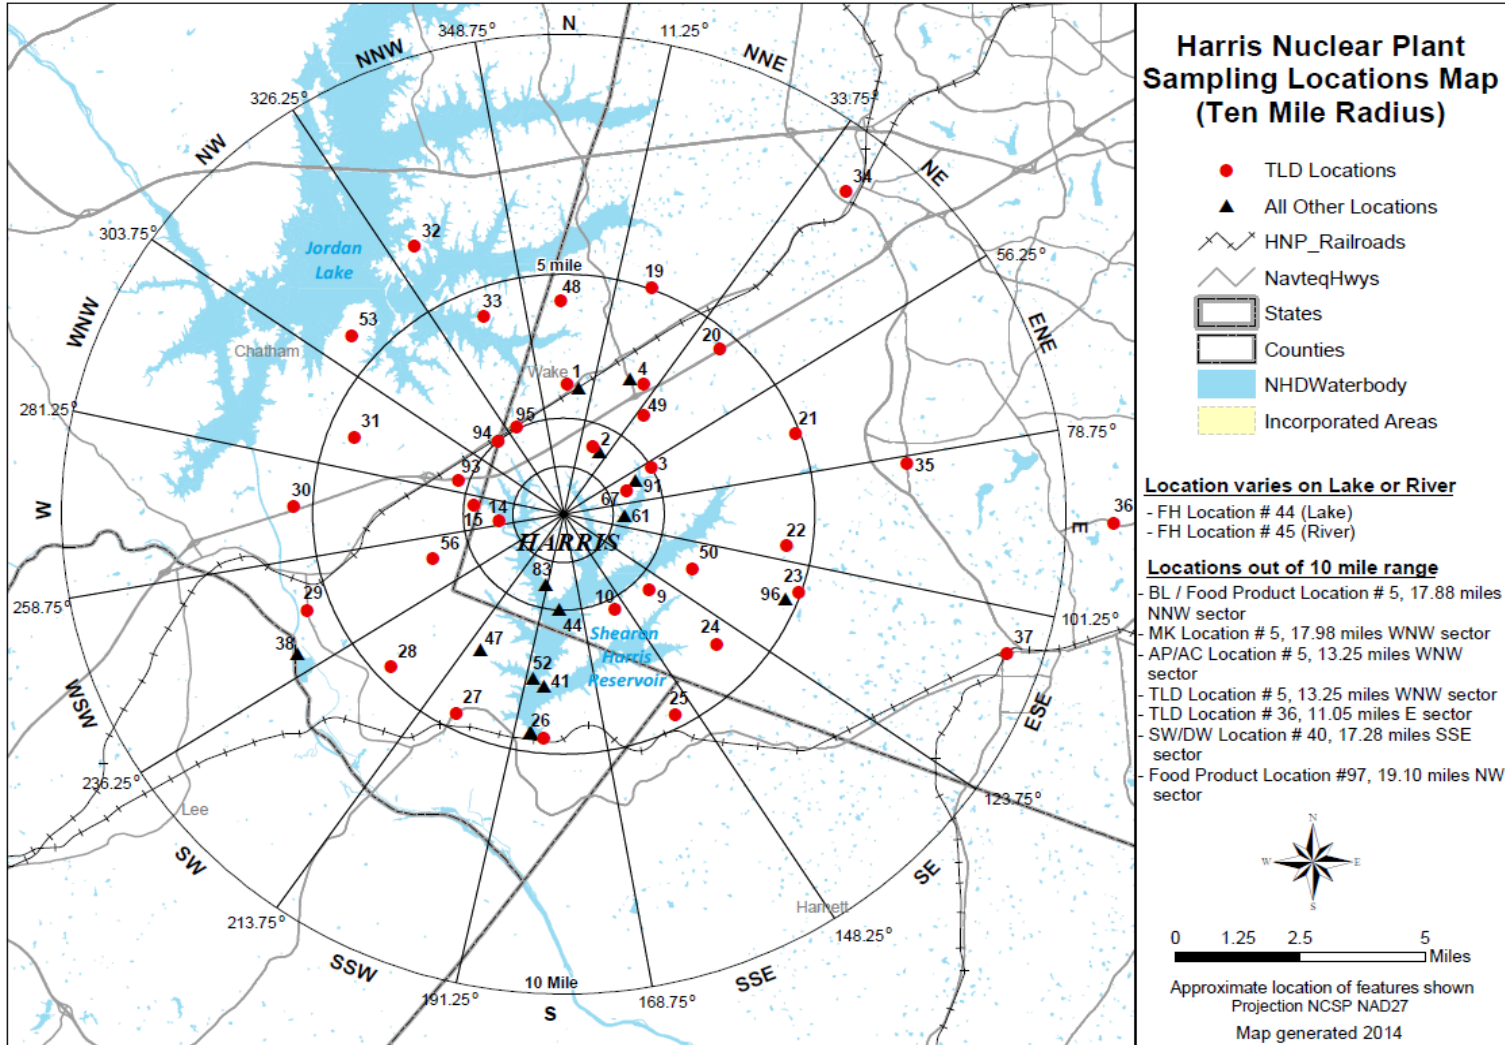 Harris Nuclear Plant
Sampling Locations Map
(Ten Mile Radius)
TLD Locations
All Other Locations
HNP_Railroads
NavteqHwys
States
Counties
NHDWaterbody
Incorporated Areas
Location varies on Lake or River
- FH Location # 44 (Lake)
- FH Location # 45 (River)
Locations out of 10 mile range
- BL / Food Product Location # 5, 17.88 miles
NNW sector
- MK Location # 5, 17.98 miles WNW sector
- AP/AC Location # 5, 13.25 miles WNW
sector
- TLD Location # 5, 13.25 miles WNW sector
- TLD Location # 36, 11.05 miles E sector
- SW/DW Location # 40, 17.28 miles SSE
sector
- Food Product Location #97, 19.10 miles NW
sector
N
W E
S
0 1.25 2.5 5
Miles
Approximate location of features shown
Projection NCSP NAD27
Map generated 2014
348.75°
N
11.25°
NNW
NNE
326.25°
33.75°
NW
NE
34
303.75°
32
Jordan
Lake
56.25°
5 mile
19
48
33
WNW
ENE
53
20
Chatham
Wake
1
4
281.25°
49
21
78.75°
31
95
94
2
3
35
93
91
67
30
14
61
36
W
15
E
HARRIS
22
56
50
83
23
258.75°
29
10
9
96
101.25°
44
Shearon
Harris
Reservoir
24
37
38
47
28
52
41
WSW
ESE
27
25
26
236.25°
123.75°
Lee
SW
SE
Harnett
213.75°
148.25°
SSW
SSE
10 Mile
191.25°
168.75°
S